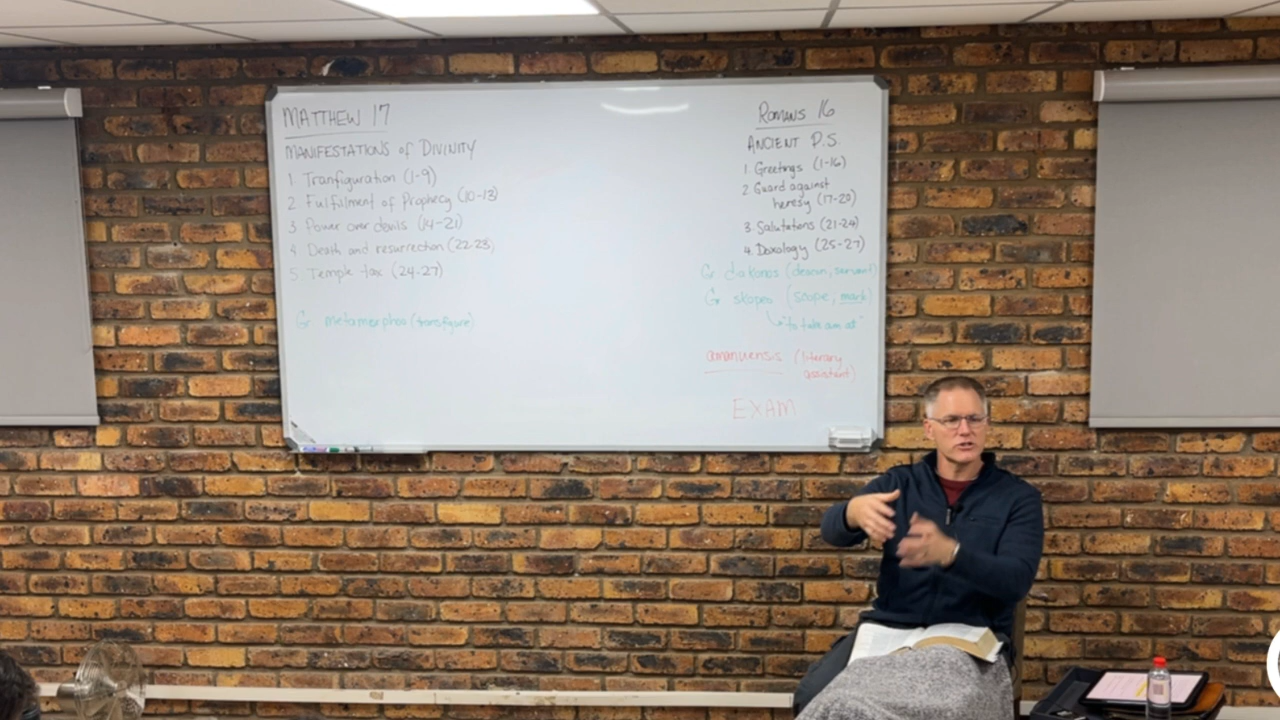 MATTHEW 17
MANIFESTATIONS of DIVINITY
1. Tranfiguration (1-9)
2. Fulfillment of Prophecy (10-13)
3. Power over devils (14-21)
4. Death and resurrection (22-23)
5. Temple tax (24-27)
Gr. metamorphos (transfigure)
ROMANS 16
ANCIENT P.S.
1. Greetings (1-16)
2. Guard against
heresy (17-20)
3. Salutations (21-24)
4. Doxology (25-27)
Gr. diakonos (deacon, servant)
Gr. skopos (scope; mark)
"to take aim at"
amanuensis (literary
assistant)
EXAM